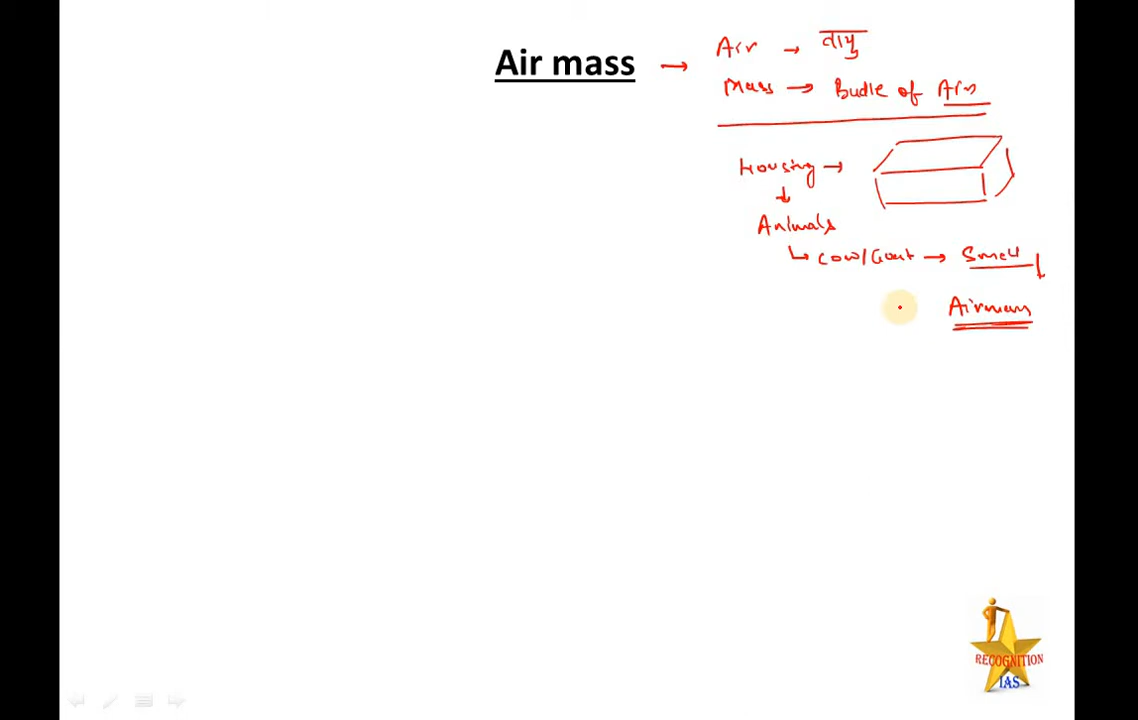 Air mass → Air → वायु
Mass → Budle of Air
Housing →
↓
Animals
↳ Cow/Goat → Smell
Airmass
RECOGNITION
IAS